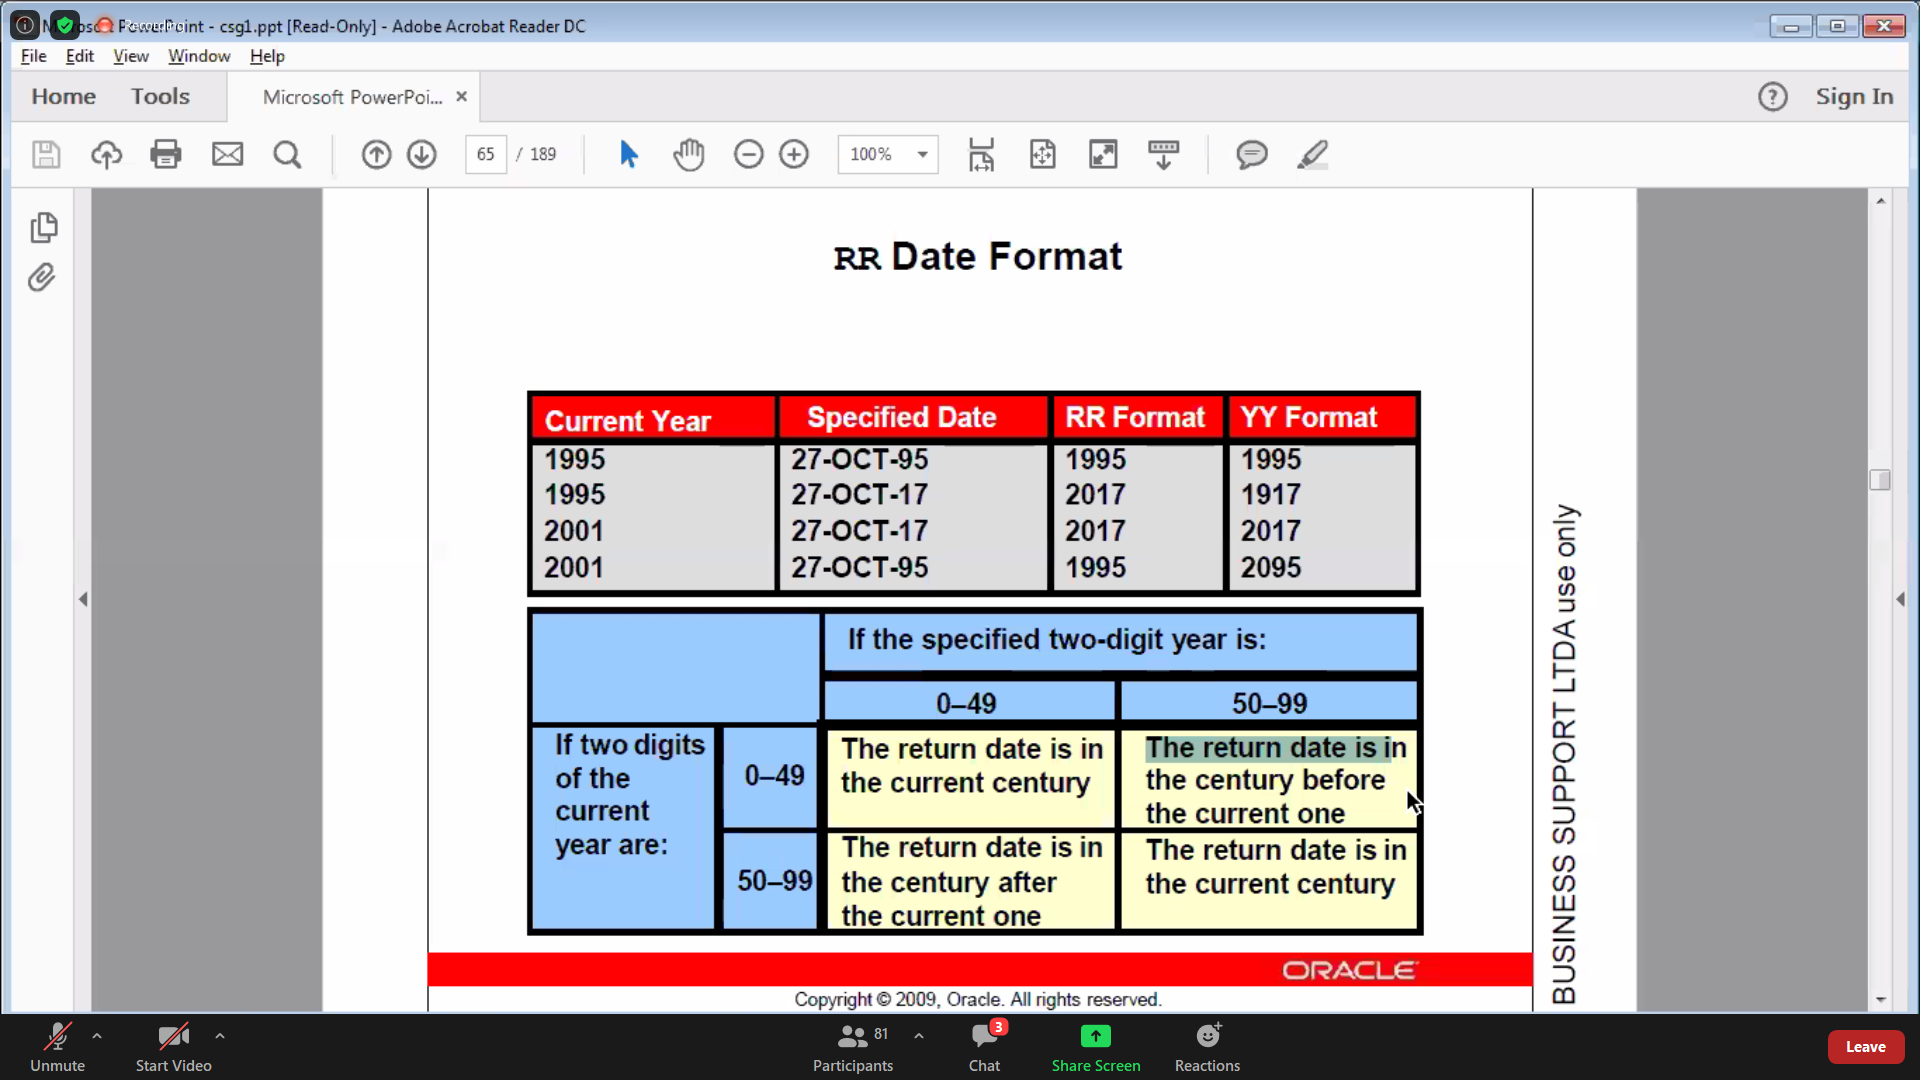 Microsoft PowerPoint - csg1.ppt [Read-Only] - Adobe Acrobat Reader DC
Recording
File Edit View Window Help
Home Tools Microsoft PowerPoi... Sign In
65 / 189 100%
RR Date Format
Current Year Specified Date RR Format YY Format
1995 27-OCT-95 1995 1995
1995 27-OCT-17 2017 1917
2001 27-OCT-17 2017 2017
2001 27-OCT-95 1995 2095
If the specified two-digit year is:
0–49 50–99
If two digits
of the
current
year are:
0–49
The return date is in
the current century
The return date is in
the century before
the current one
50–99
The return date is in
the century after
the current one
The return date is in
the current century
ORACLE
Copyright © 2009, Oracle. All rights reserved.
BUSINESS SUPPORT LTDA use only
Unmute Start Video Participants 81 Chat 3 Share Screen Reactions Leave